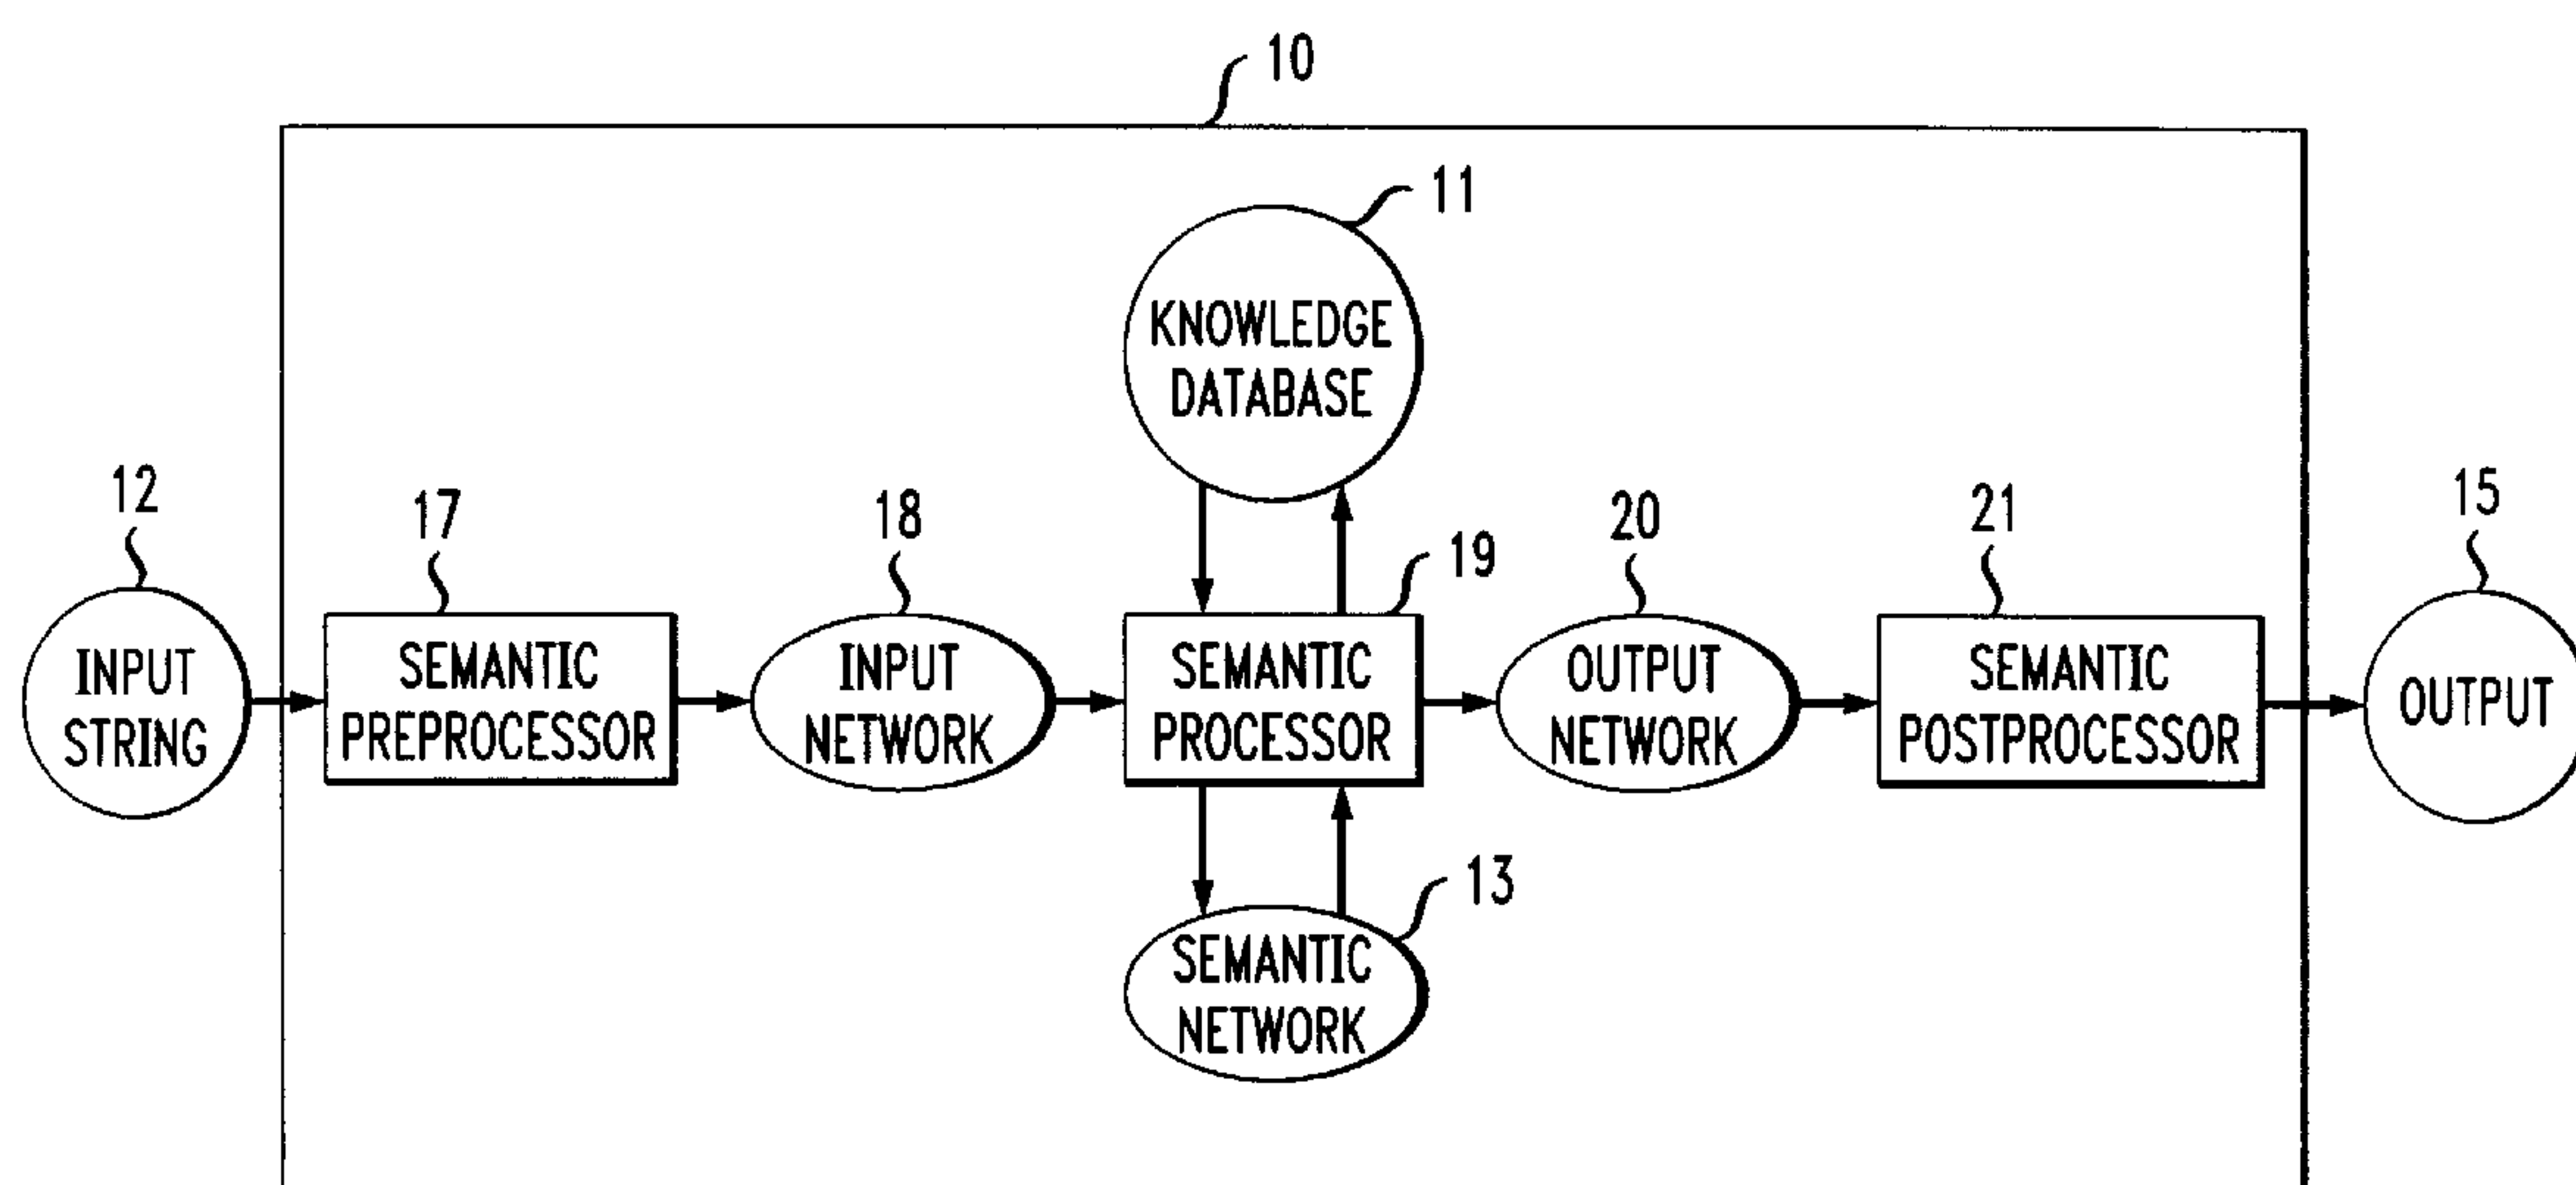 10
11
KNOWLEDGE
DATABASE
12
17
18
19
20
21
15
INPUT
STRING
SEMANTIC
PREPROCESSOR
INPUT
NETWORK
SEMANTIC
PROCESSOR
OUTPUT
NETWORK
SEMANTIC
POSTPROCESSOR
OUTPUT
13
SEMANTIC
NETWORK